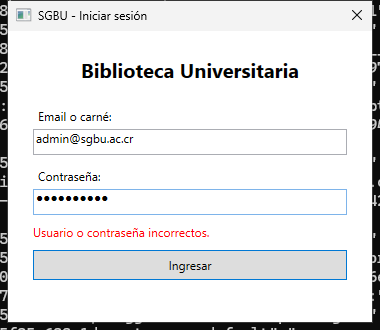 SGBU - Iniciar sesión
Biblioteca Universitaria
Email o carné:
admin@sgbu.ac.cr
Contraseña:
●●●●●●●●●●
Usuario o contraseña incorrectos.
Ingresar